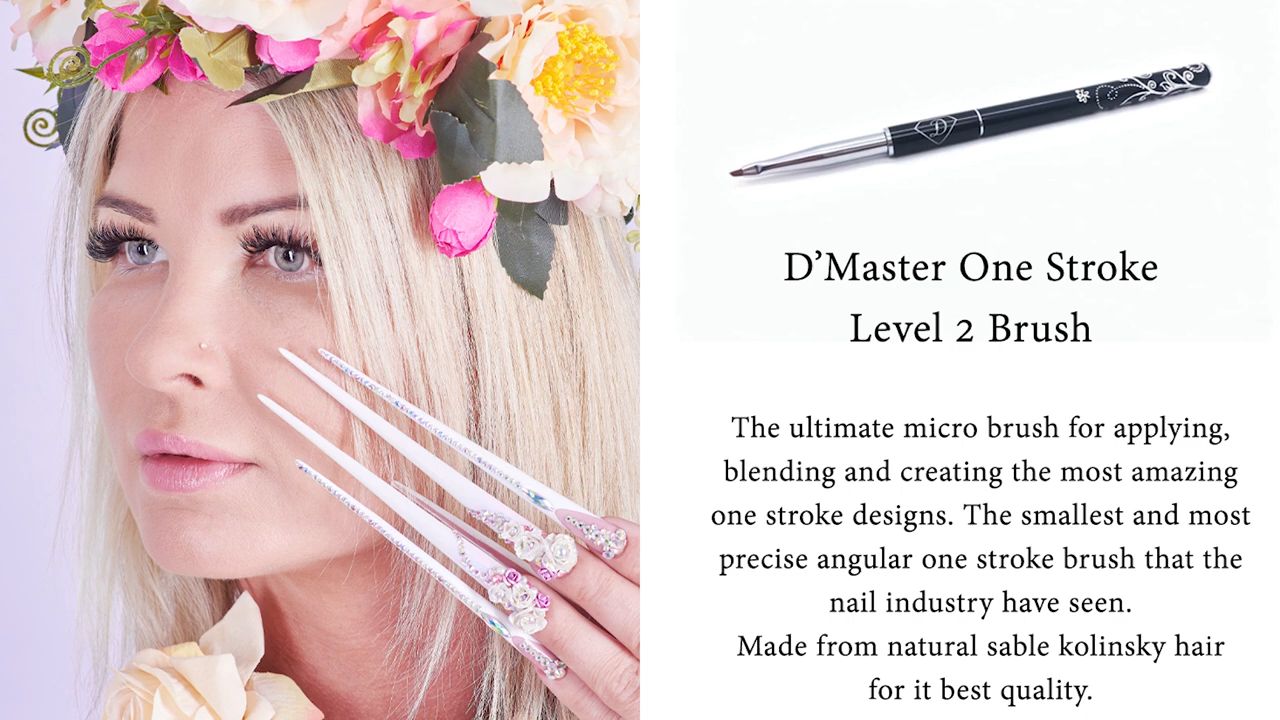 D
D’Master One Stroke
Level 2 Brush
The ultimate micro brush for applying,
blending and creating the most amazing
one stroke designs. The smallest and most
precise angular one stroke brush that the
nail industry have seen.
Made from natural sable kolinsky hair
for it best quality.